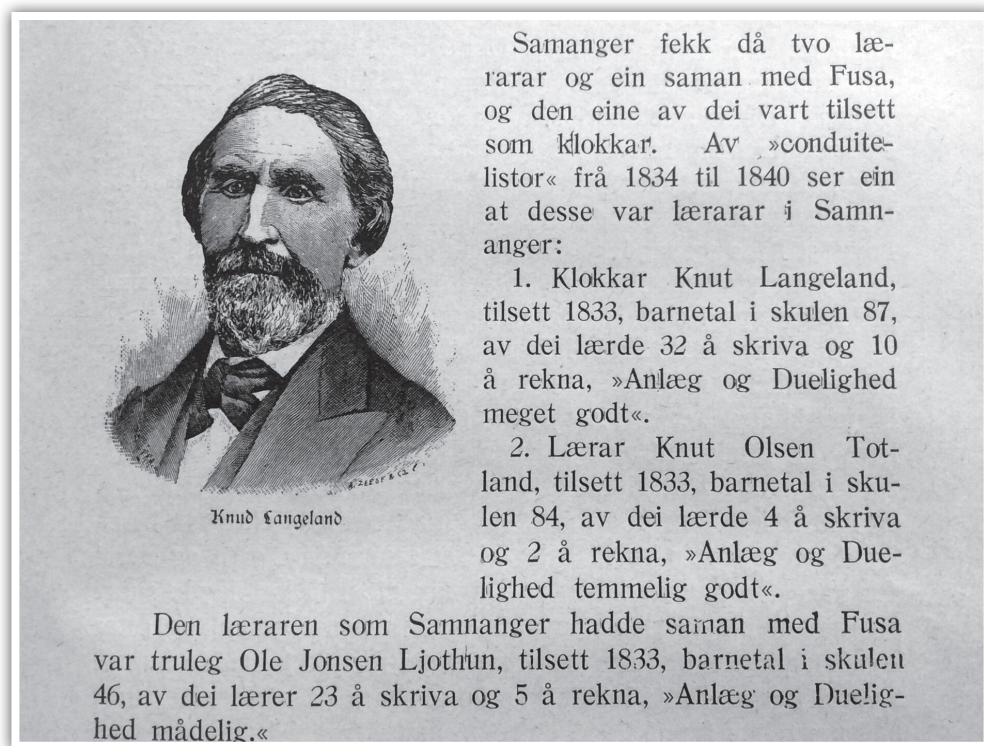 Samanger fekk då tvo læ-
rarar og ein saman med Fusa,
og den eine av dei vart tilsett
som klokkar. Av »conduite-
listor« frå 1834 til 1840 ser ein
at desse var lærarar i Samn-
anger:
1. Klokkar Knut Langeland,
tilsett 1833, barnetal i skulen 87,
av dei lærde 32 å skriva og 10
å rekna, »Anlæg og Duelighed
meget godt«.
2. Lærar Knut Olsen Tot-
land, tilsett 1833, barnetal i sku-
len 84, av dei lærde 4 å skriva
og 2 å rekna, »Anlæg og Due-
lighed temmelig godt«.
Knud Langeland
Den læraren som Samnanger hadde saman med Fusa
var truleg Ole Jonsen Ljothun, tilsett 1833, barnetal i skulen
46, av dei lærer 23 å skriva og 5 å rekna, »Anlæg og Duelig-
hed mådelig.«